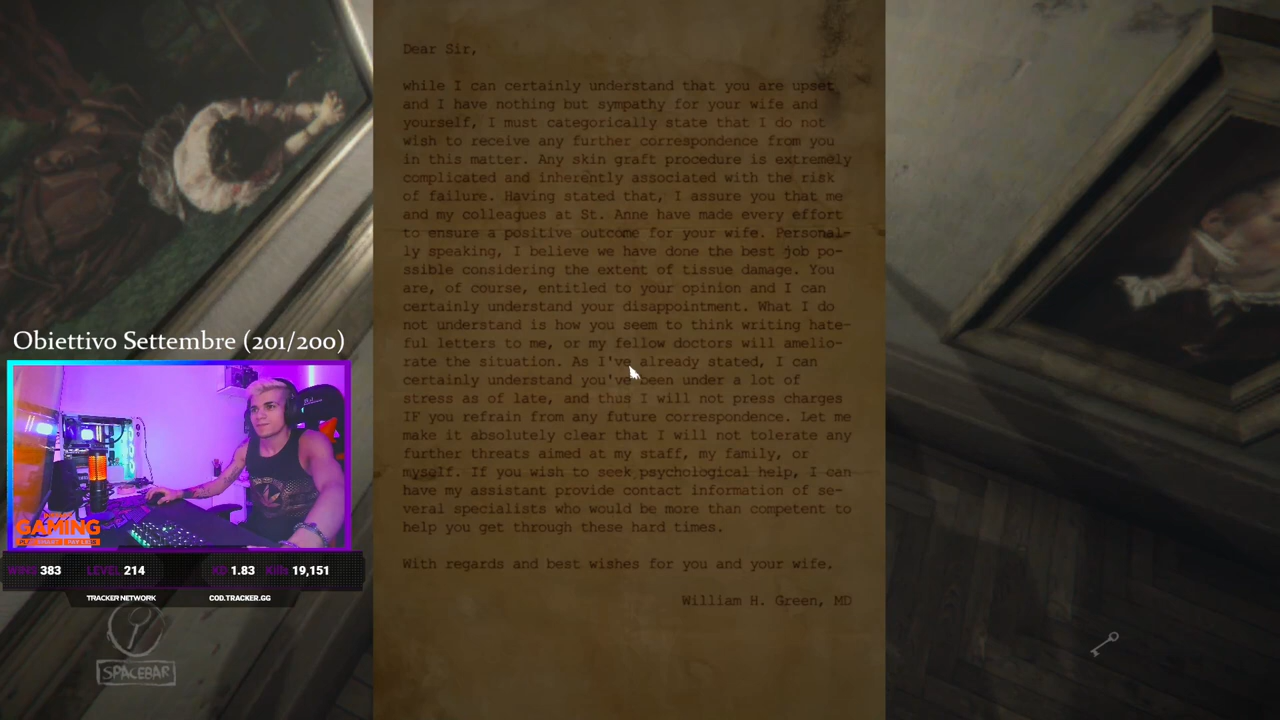 Dear Sir,
while I can certainly understand that you are upset
and I have nothing but sympathy for your wife and
yourself, I must categorically state that I do not
wish to receive any further correspondence from you
in this matter. Any skin graft procedure is extremely
complicated and inherently associated with the risk
of failure. Having stated that, I assure you that me
and my colleagues at St. Anne have made every effort
to ensure a positive outcome for your wife. Personal-
ly speaking, I believe we have done the best job po-
ssible considering the extent of tissue damage. You
are, of course, entitled to your opinion and I can
certainly understand your disappointment. What I do
not understand is how you seem to think writing hate-
ful letters to me, or my fellow doctors will amelio-
rate the situation. As I've already stated, I can
certainly understand you've been under a lot of
stress as of late, and thus I will not press charges
IF you refrain from any future correspondence. Let me
make it absolutely clear that I will not tolerate any
further threats aimed at my staff, my family, or
myself. If you wish to seek psychological help, I can
have my assistant provide contact information of se-
veral specialists who would be more than competent to
help you get through these hard times.
With regards and best wishes for you and your wife,
William H. Green, MD
Obiettivo Settembre (201/200)
GAMING
WINS 383 LEVEL 214 KD 1.83 Kills 19,151
TRACKER NETWORK COD.TRACKER.GG
SPACEBAR